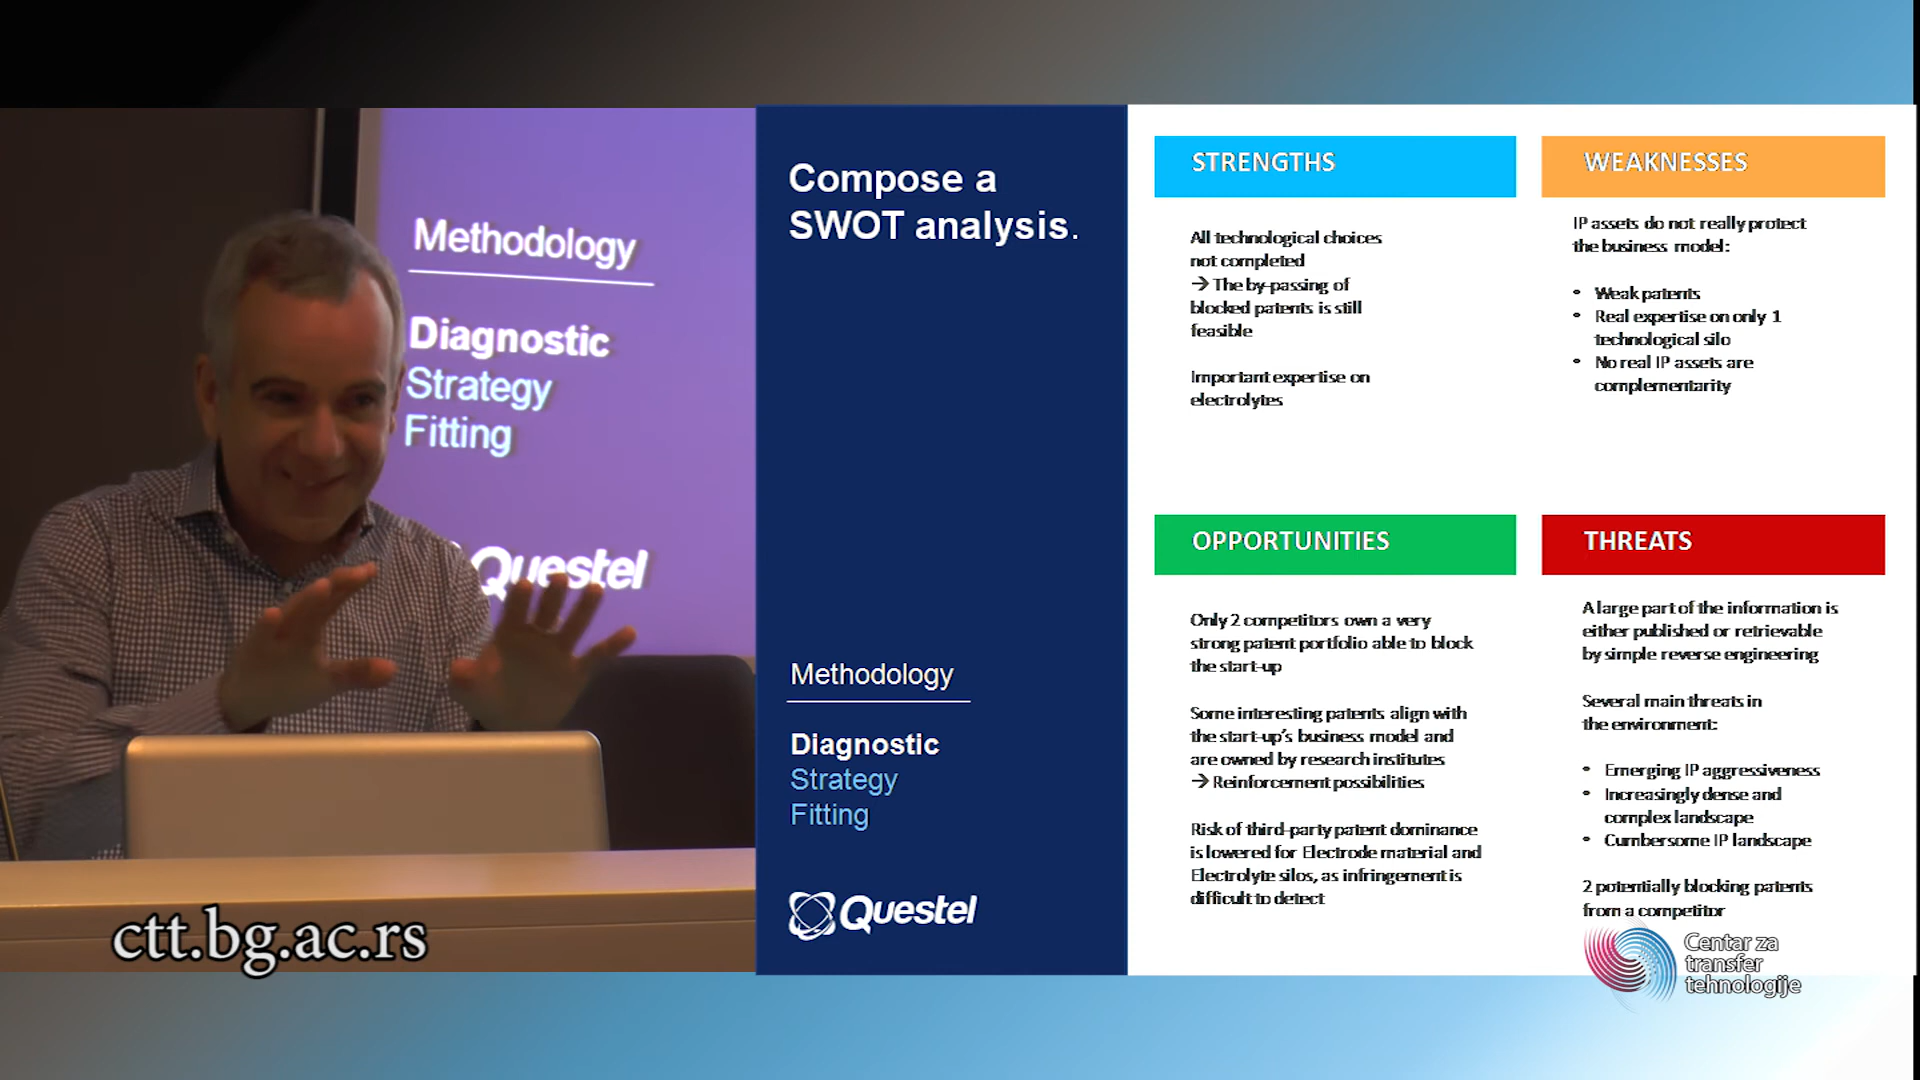 Methodology
Diagnostic
Strategy
Fitting
Questel
ctt.bg.ac.rs
Compose a
SWOT analysis.
Methodology
Diagnostic
Strategy
Fitting
Questel
STRENGTHS
All technological choices
not completed
→ The by-passing of
blocked patents is still
feasible
Important expertise on
electrolytes
WEAKNESSES
IP assets do not really protect
the business model:
• Weak patents
• Real expertise on only 1
technological silo
• No real IP assets are
complementarity
OPPORTUNITIES
Only 2 competitors own a very
strong patent portfolio able to block
the start-up
Some interesting patents align with
the start-up's business model and
are owned by research institutes
→ Reinforcement possibilities
Risk of third-party patent dominance
is lowered for Electrode material and
Electrolyte silos, as infringement is
difficult to detect
THREATS
A large part of the information is
either published or retrievable
by simple reverse engineering
Several main threats in
the environment:
• Emerging IP aggressiveness
• Increasingly dense and
complex landscape
• Cumbersome IP landscape
2 potentially blocking patents
from a competitor
Centar za
transfer
tehnologije